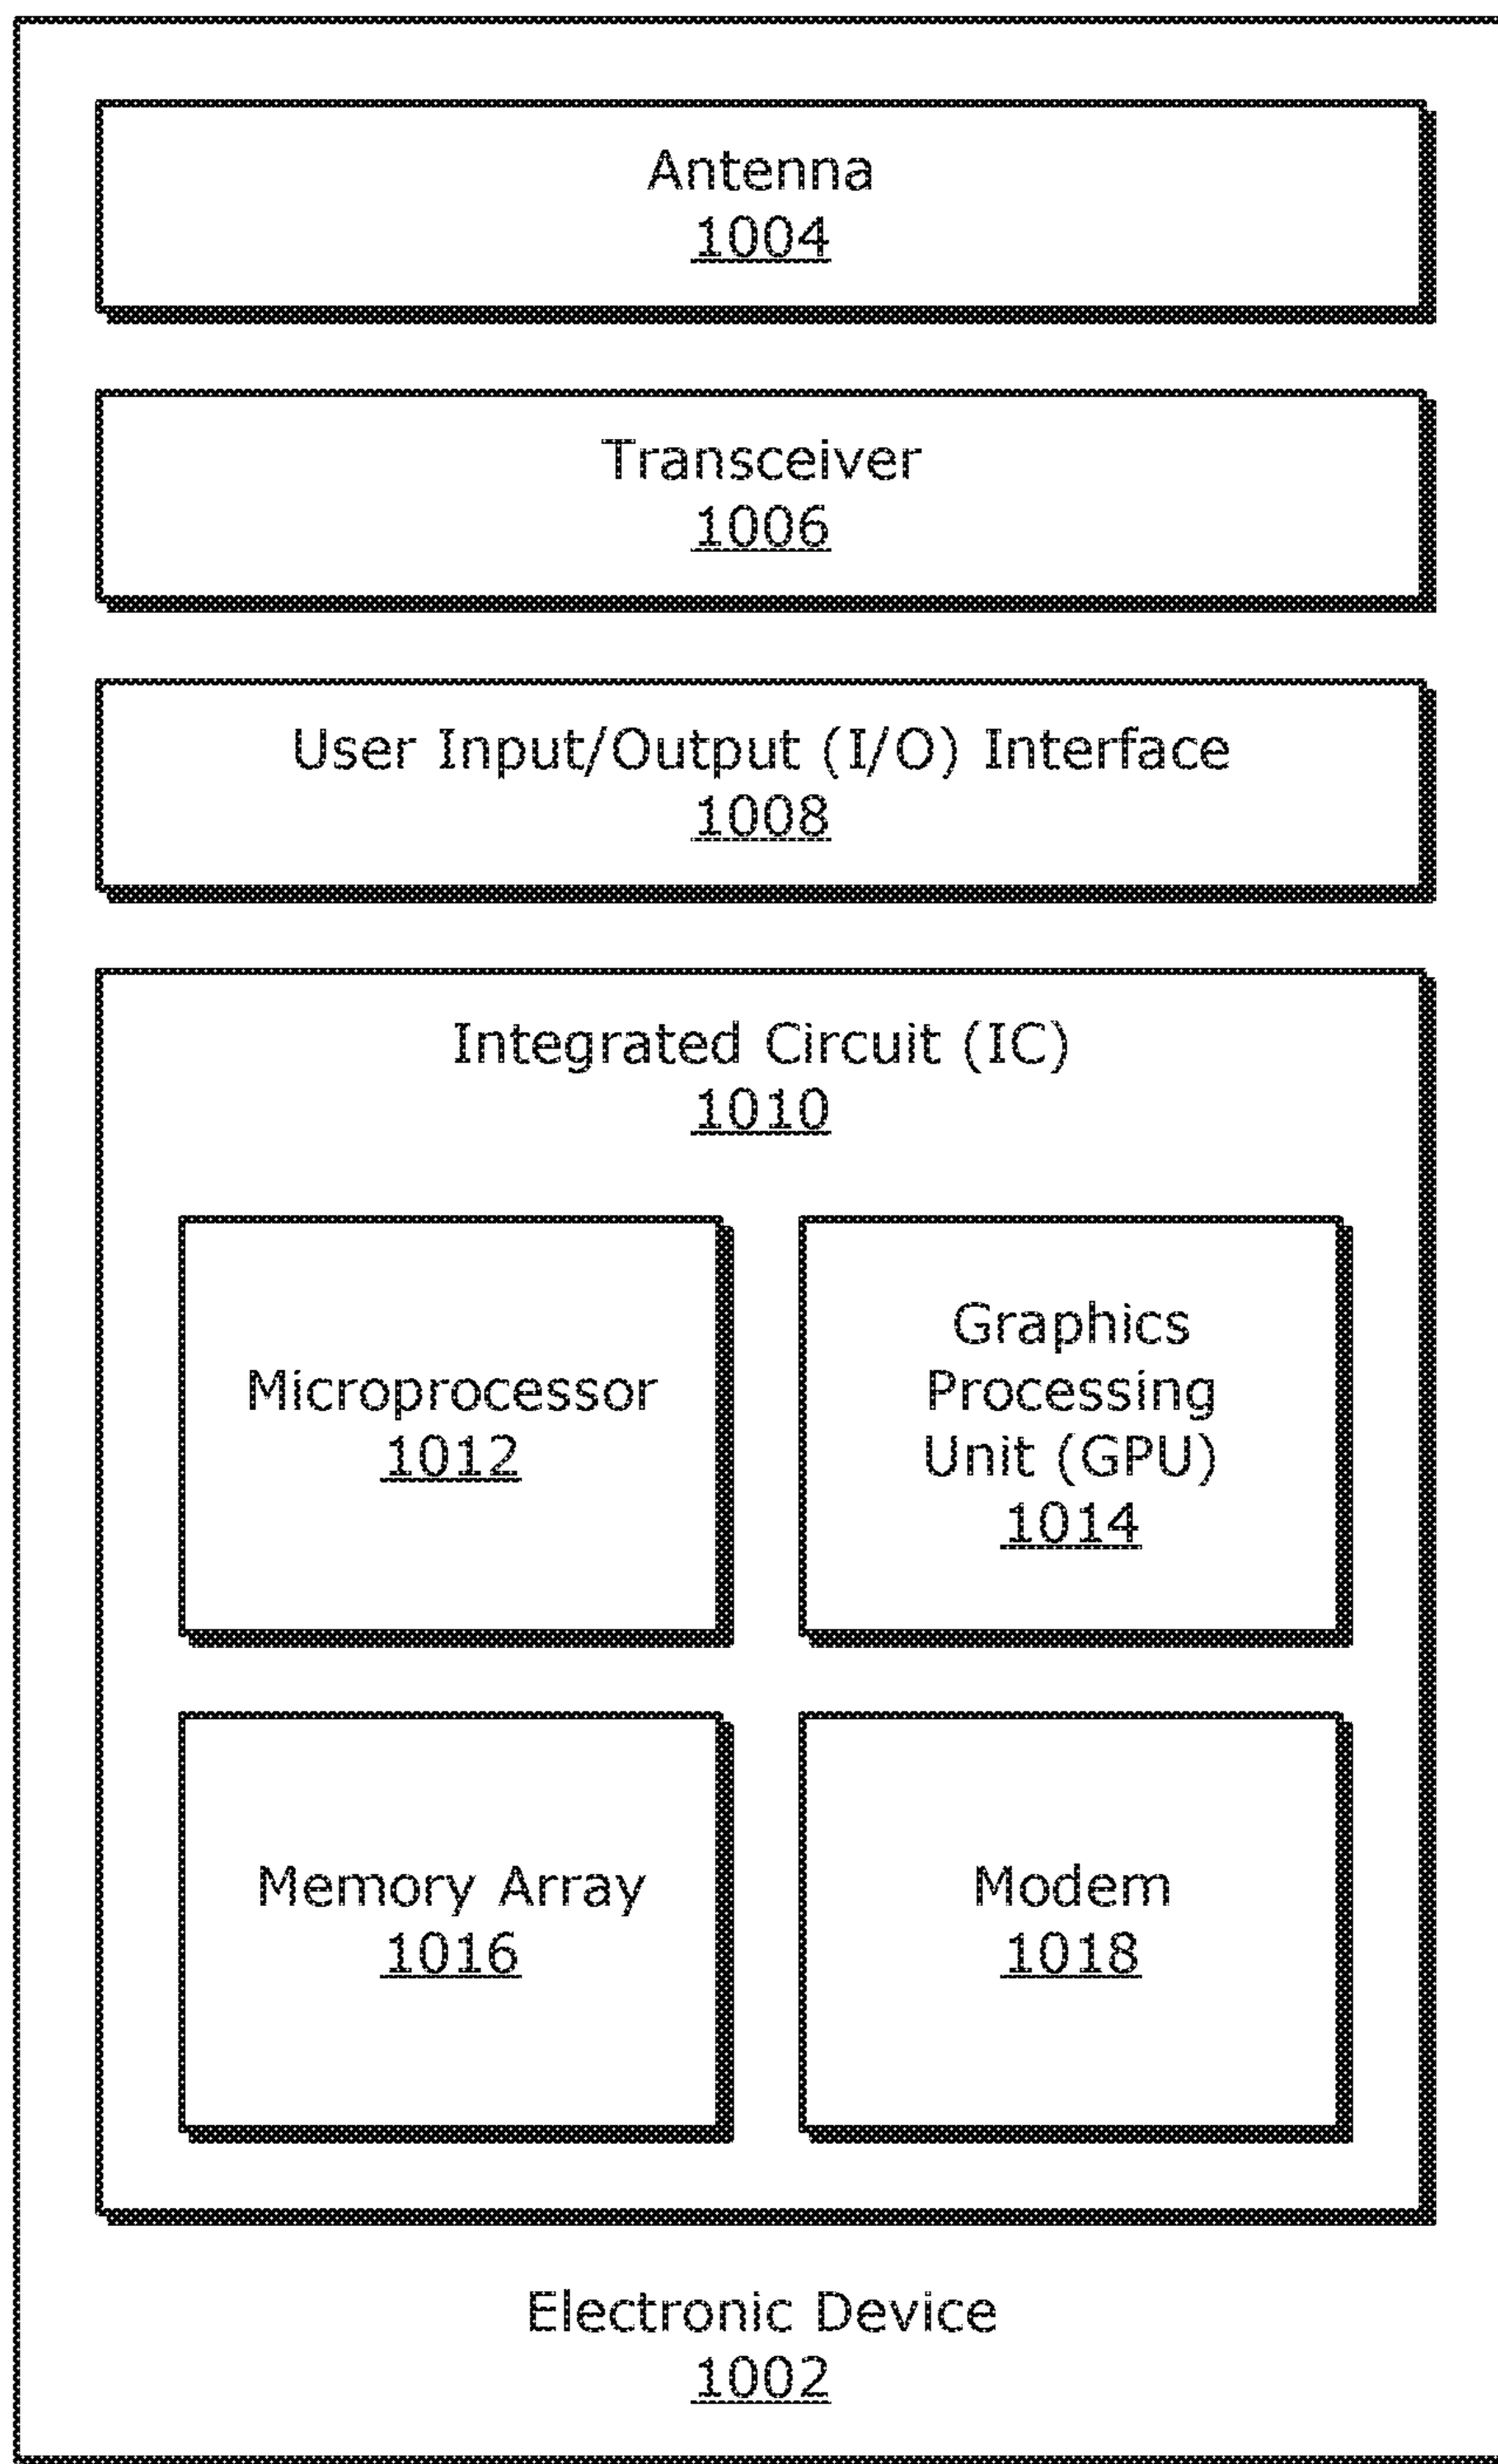 Antenna
1004
Transceiver
1006
User Input/Output (I/O) Interface
1008
Integrated Circuit (IC)
1010
Microprocessor
1012
Graphics
Processing
Unit (GPU)
1014
Memory Array
1016
Modem
1018
Electronic Device
1002